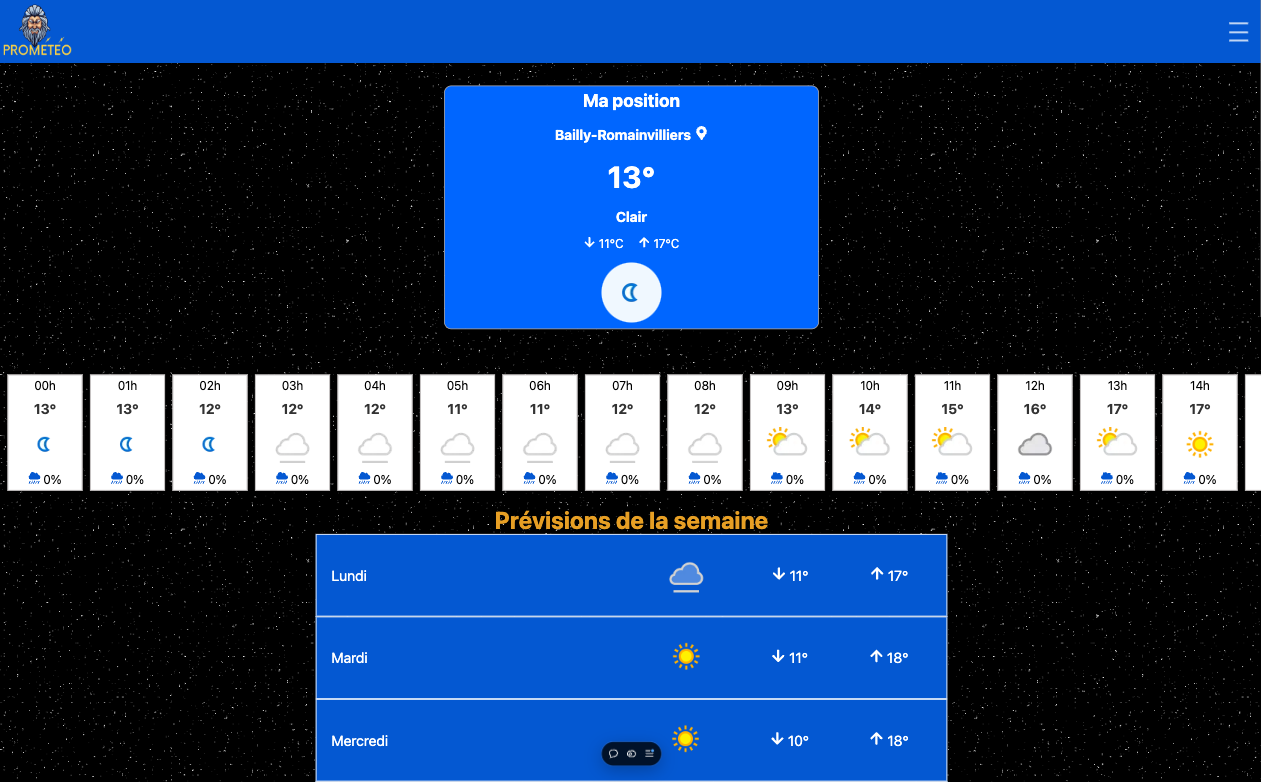 PROMÉTÉO
Ma position
Bailly-Romainvilliers
13°
Clair
11°C 17°C
00h 01h 02h 03h 04h 05h 06h 07h 08h 09h 10h 11h 12h 13h 14h
13° 13° 12° 12° 12° 11° 11° 12° 12° 13° 14° 15° 16° 17° 17°
0% 0% 0% 0% 0% 0% 0% 0% 0% 0% 0% 0% 0% 0% 0%
Prévisions de la semaine
Lundi 11° 17°
Mardi 11° 18°
Mercredi 10° 18°